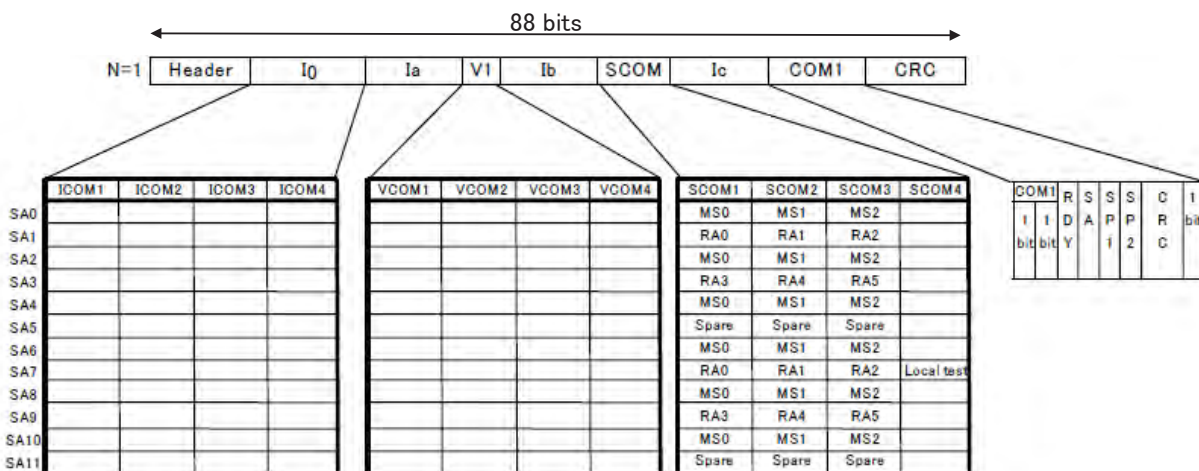 88 bits
N=1 Header I0 Ia V1 Ib SCOM Ic COM1 CRC
ICOM1 ICOM2 ICOM3 ICOM4 VCOM1 VCOM2 VCOM3 VCOM4 SCOM1 SCOM2 SCOM3 SCOM4
COM1 R S S S C 1
1 1 D A P P R bit
bit bit Y 1 2 C
SA0 MS0 MS1 MS2
SA1 RA0 RA1 RA2
SA2 MS0 MS1 MS2
SA3 RA3 RA4 RA5
SA4 MS0 MS1 MS2
SA5 Spare Spare Spare
SA6 MS0 MS1 MS2
SA7 RA0 RA1 RA2 Local test
SA8 MS0 MS1 MS2
SA9 RA3 RA4 RA5
SA10 MS0 MS1 MS2
SA11 Spare Spare Spare